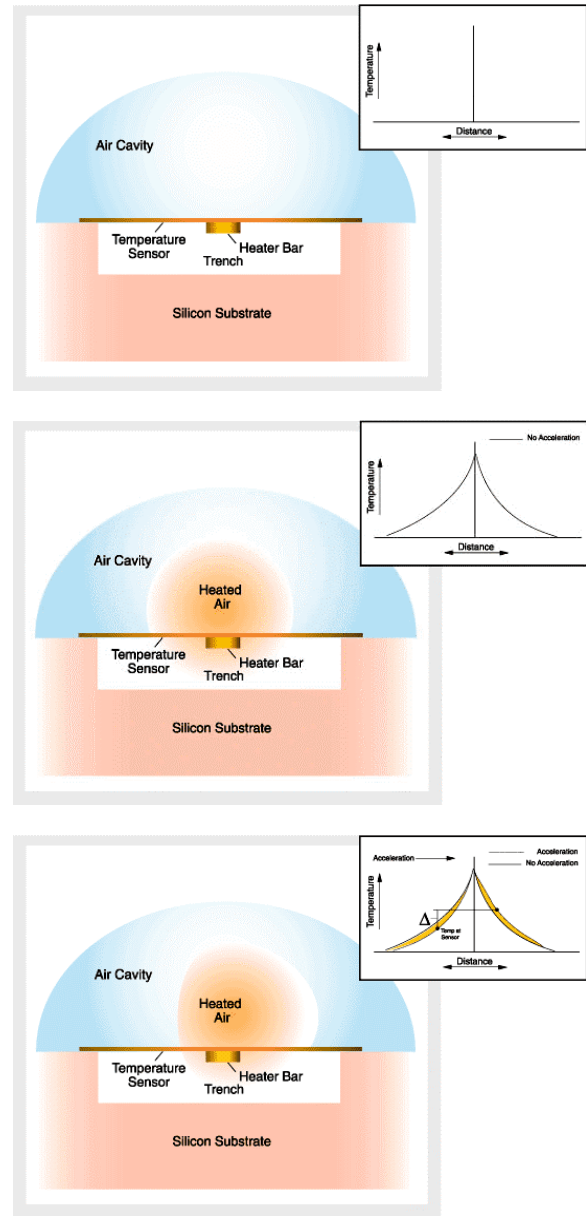 Temperature
Distance
Air Cavity
Temperature
Sensor
Heater Bar
Trench
Silicon Substrate
No Acceleration
Temperature
Distance
Air Cavity
Heated
Air
Temperature
Sensor
Heater Bar
Trench
Silicon Substrate
Acceleration
Acceleration
No Acceleration
Temperature
Δ
Temp at
Sensor
Distance
Air Cavity
Heated
Air
Temperature
Sensor
Heater Bar
Trench
Silicon Substrate